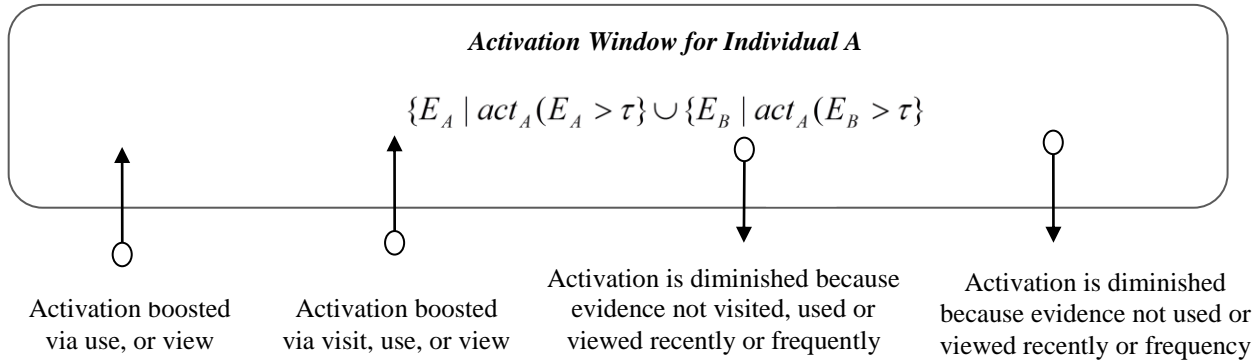 Activation Window for Individual A
{E_A | act_A(E_A > τ} ∪ {E_B | act_A(E_B > τ}
Activation boosted
via use, or view
Activation boosted
via visit, use, or view
Activation is diminished because
evidence not visited, used or
viewed recently or frequently
Activation is diminished
because evidence not used or
viewed recently or frequency